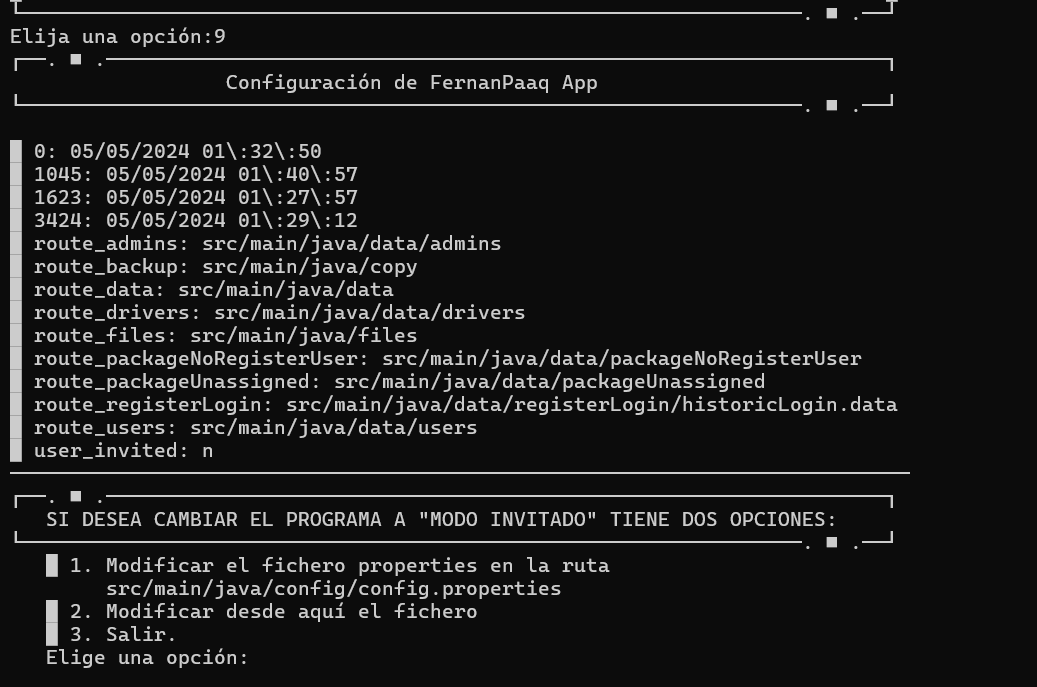 Elija una opción:9
Configuración de FernanPaaq App
0: 05/05/2024 01\:32\:50
1045: 05/05/2024 01\:40\:57
1623: 05/05/2024 01\:27\:57
3424: 05/05/2024 01\:29\:12
route_admins: src/main/java/data/admins
route_backup: src/main/java/copy
route_data: src/main/java/data
route_drivers: src/main/java/data/drivers
route_files: src/main/java/files
route_packageNoRegisterUser: src/main/java/data/packageNoRegisterUser
route_packageUnassigned: src/main/java/data/packageUnassigned
route_registerLogin: src/main/java/data/registerLogin/historicLogin.data
route_users: src/main/java/data/users
user_invited: n
SI DESEA CAMBIAR EL PROGRAMA A "MODO INVITADO" TIENE DOS OPCIONES:
1. Modificar el fichero properties en la ruta
src/main/java/config/config.properties
2. Modificar desde aquí el fichero
3. Salir.
Elige una opción: